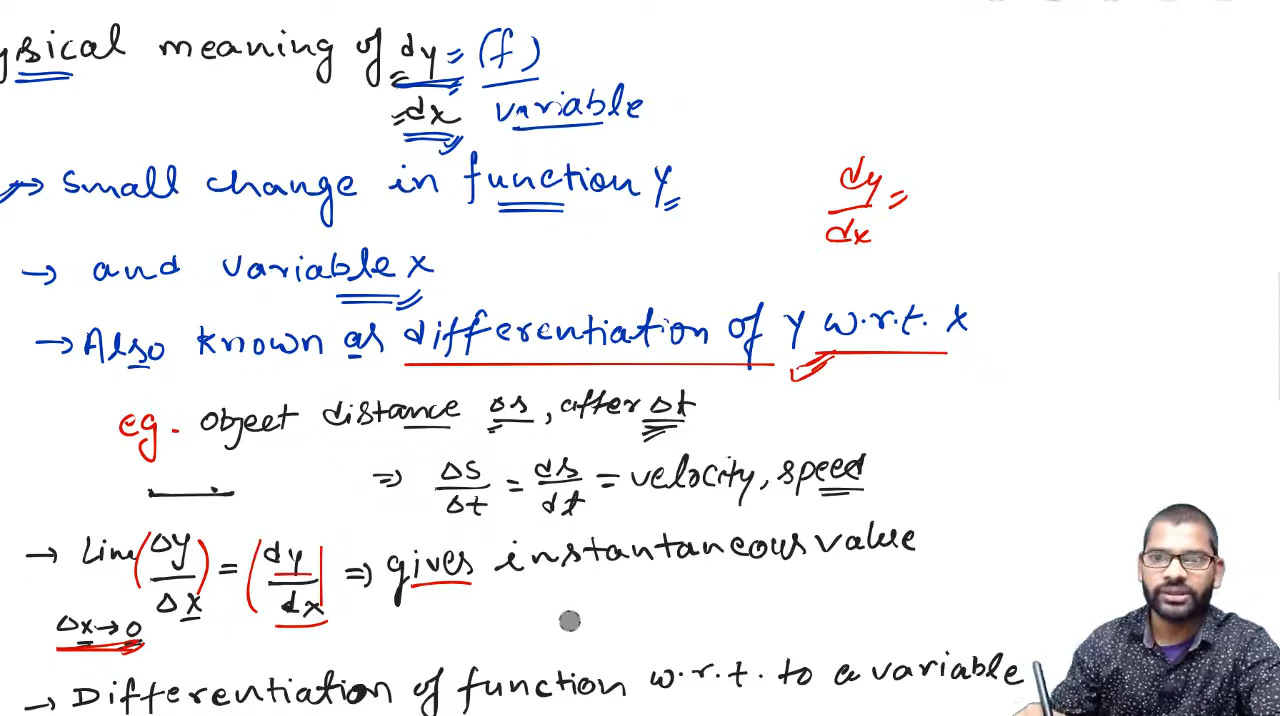 ysical meaning of dy = (f)
dx variable
→ Small change in function y
dy =
dx
→ and variable x
→ Also known as differentiation of y w.r.t. x
eg. object distance Δs, after Δt
⇒ Δs/Δt = ds/dt = velocity, speed
→ Lim (Δy/Δx) = (dy/dx) ⇒ gives instantaneous value
Δx→0
→ Differentiation of function w.r.t. to a variable